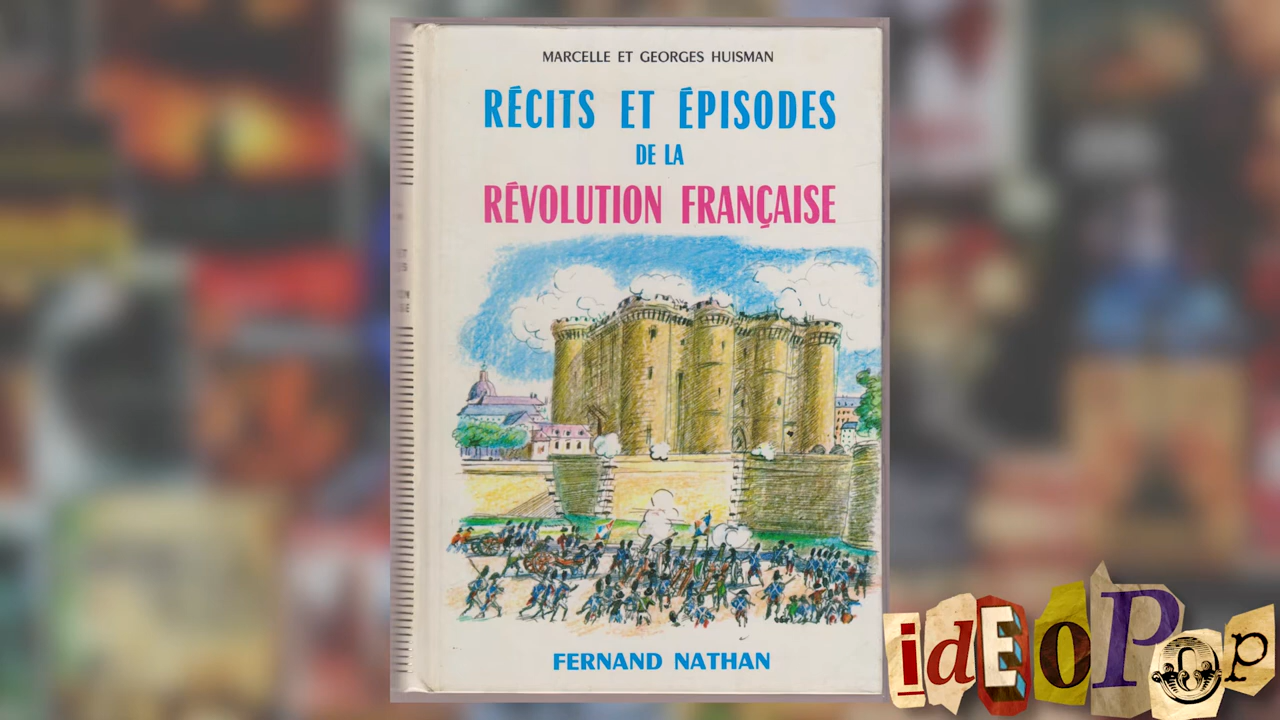 MARCELLE ET GEORGES HUISMAN
RÉCITS ET ÉPISODES
DE LA
RÉVOLUTION FRANÇAISE
FERNAND NATHAN
idEoPop